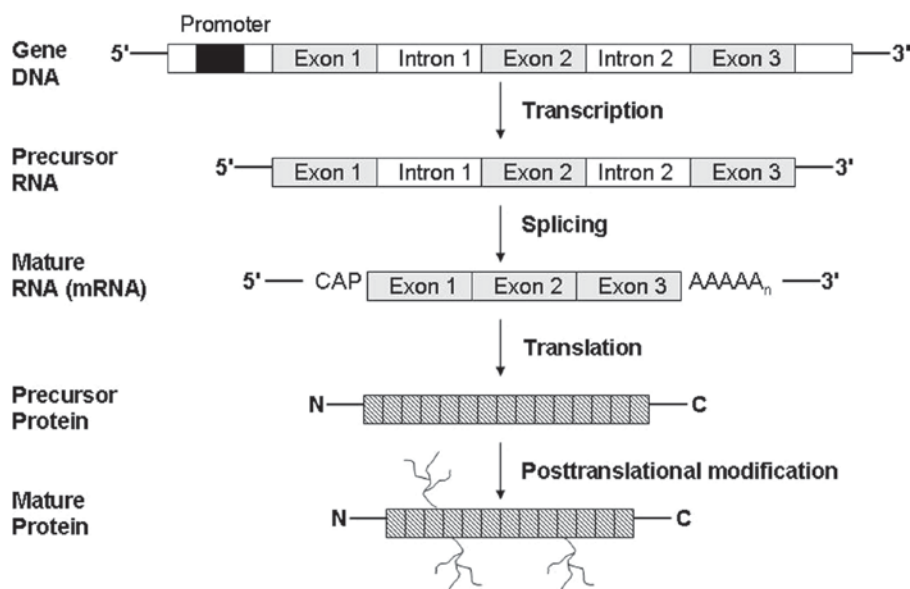 Promoter
Gene
DNA
5' Exon 1 Intron 1 Exon 2 Intron 2 Exon 3 3'
Transcription
Precursor
RNA
5' Exon 1 Intron 1 Exon 2 Intron 2 Exon 3 3'
Splicing
Mature
RNA (mRNA)
5' CAP Exon 1 Exon 2 Exon 3 AAAAAn 3'
Translation
Precursor
Protein
N C
Posttranslational modification
Mature
Protein
N C